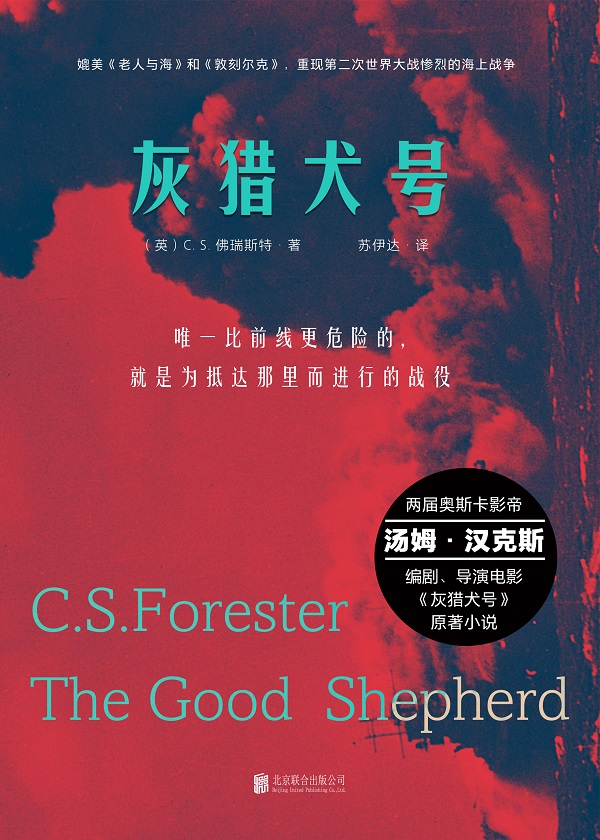 媲美《老人与海》和《敦刻尔克》，重现第二次世界大战惨烈的海上战争
灰猎犬号
（英）C. S. 佛瑞斯特·著 苏伊达·译
唯一比前线更危险的，
就是为抵达那里而进行的战役
两届奥斯卡影帝
汤姆·汉克斯
编剧、导演电影
《灰猎犬号》
原著小说
C.S.Forester
The Good Shepherd
北京联合出版公司
Beijing United Publishing Co.,Ltd.